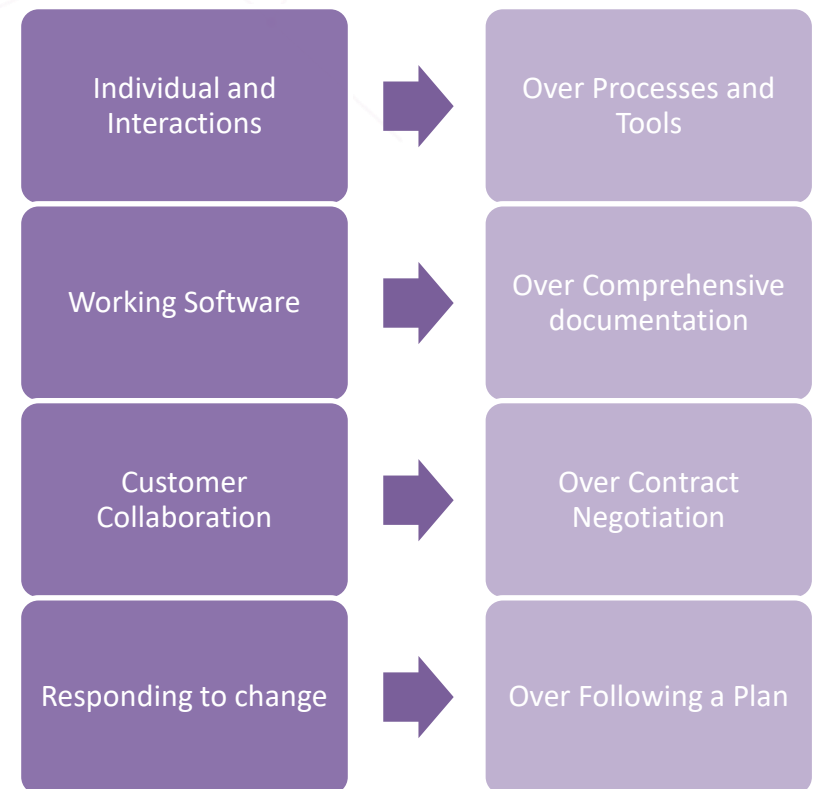 Individual and
Interactions
Over Processes and
Tools
Working Software
Over Comprehensive
documentation
Customer
Collaboration
Over Contract
Negotiation
Responding to change
Over Following a Plan